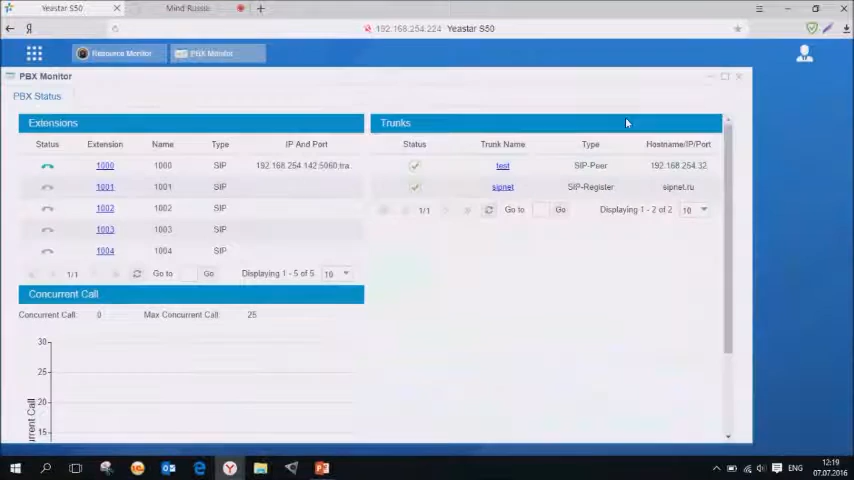 Yeastar S50
Mind Russia
192.168.254.224 Yeastar S50
Resource Monitor
PBX Monitor
PBX Monitor
PBX Status
Extensions
Status Extension Name Type IP And Port
1000 1000 SIP 192.168.254.142:5060;tra..
1001 1001 SIP
1002 1002 SIP
1003 1003 SIP
1004 1004 SIP
1/1 Go to Go Displaying 1 - 5 of 5 10
Trunks
Status Trunk Name Type Hostname/IP/Port
test SIP-Peer 192.168.254.32
sipnet SIP-Register sipnet.ru
1/1 Go to Go Displaying 1 - 2 of 2 10
Concurrent Call
Concurrent Call: 0 Max Concurrent Call: 25
30
25
20
15
rrent Call
ENG
12:19
07.07.2016